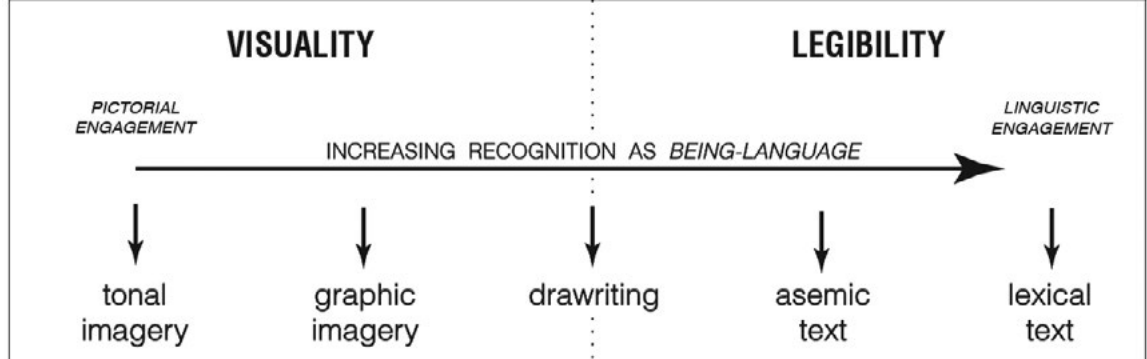 VISUALITY
LEGIBILITY
PICTORIAL
ENGAGEMENT
LINGUISTIC
ENGAGEMENT
INCREASING RECOGNITION AS BEING-LANGUAGE
tonal
imagery
graphic
imagery
drawriting
asemic
text
lexical
text